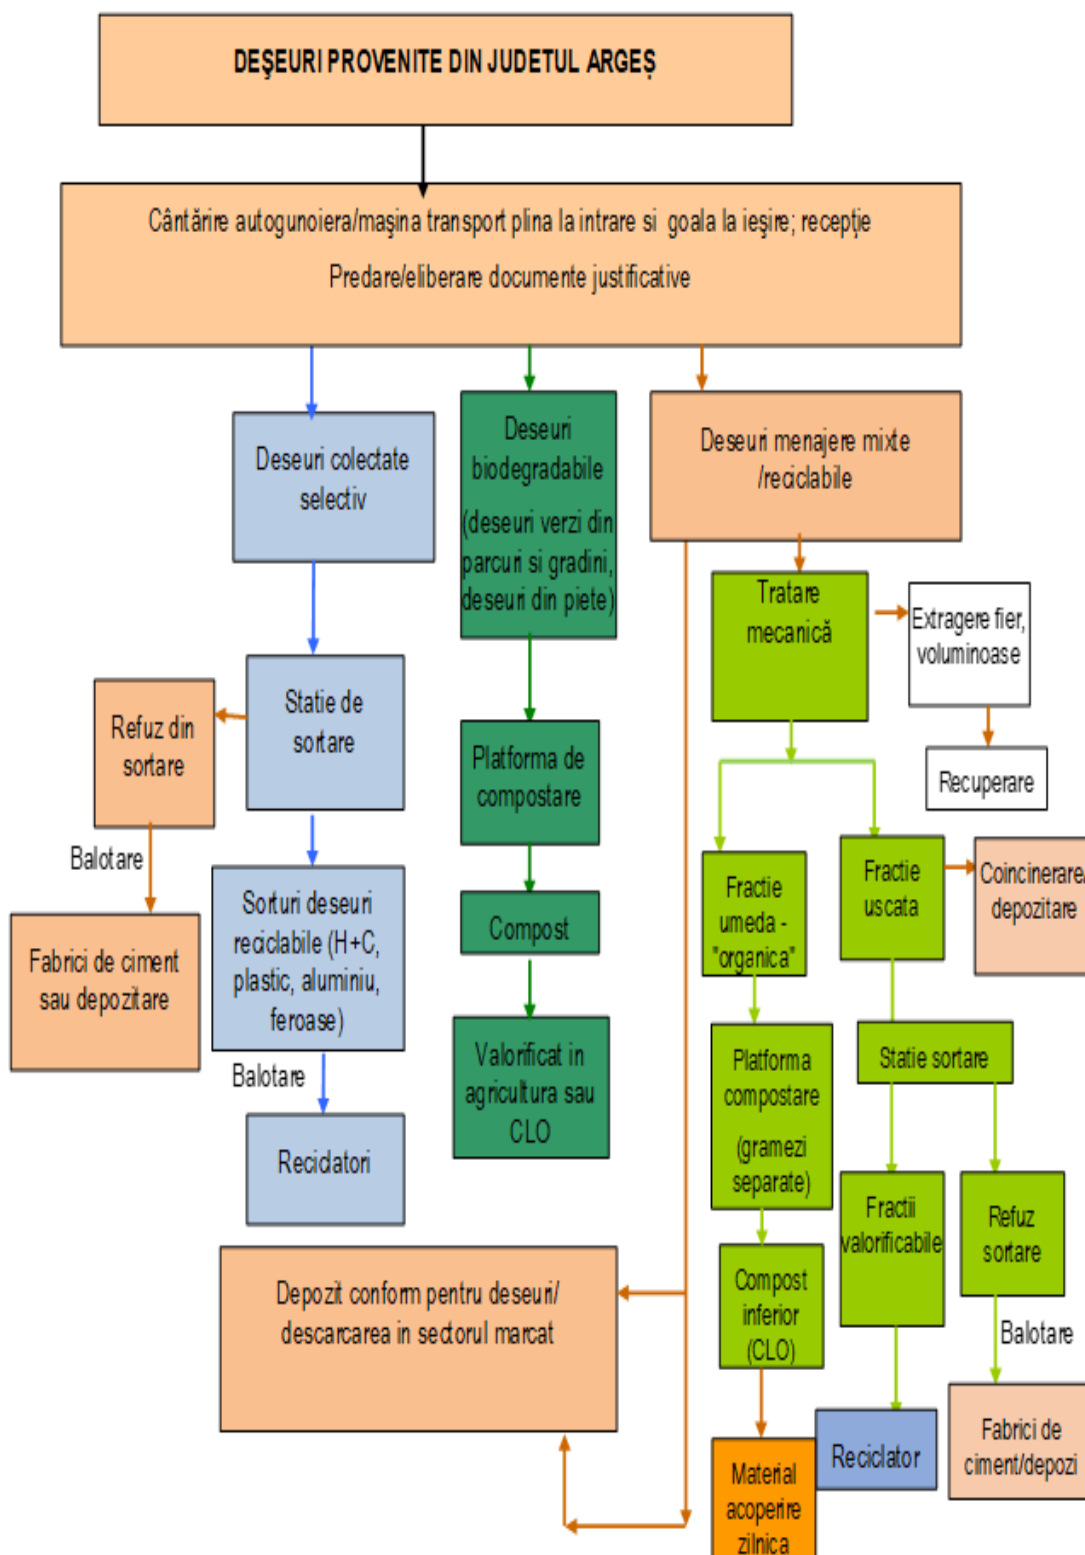 DEŞEURI PROVENITE DIN JUDETUL ARGEŞ
Cântărire autogunoiera/maşina transport plina la intrare si goala la ieşire; recepţie
Predare/eliberare documente justificative
Deseuri colectate
selectiv
Deseuri
biodegradabile
(deseuri verzi din
parcuri si gradini,
deseuri din piete)
Deseuri menajere mixte
/reciclabile
Tratare
mecanică
Extragere fier,
voluminoase
Recuperare
Statie de
sortare
Refuz din
sortare
Balotare
Fabrici de ciment
sau depozitare
Sorturi deseuri
reciclabile (H+C,
plastic, aluminiu,
feroase)
Balotare
Reciclatori
Platforma de
compostare
Compost
Valorificat in
agricultura sau
CLO
Fractie
umeda -
"organica"
Fractie
uscata
Coincinerare/
depozitare
Platforma
compostare
(gramezi
separate)
Statie sortare
Fractii
valorificabile
Refuz
sortare
Balotare
Compost
inferior
(CLO)
Depozit conform pentru deseuri/
descarcarea in sectorul marcat
Material
acoperire
zilnica
Reciclator
Fabrici de
ciment/depozi